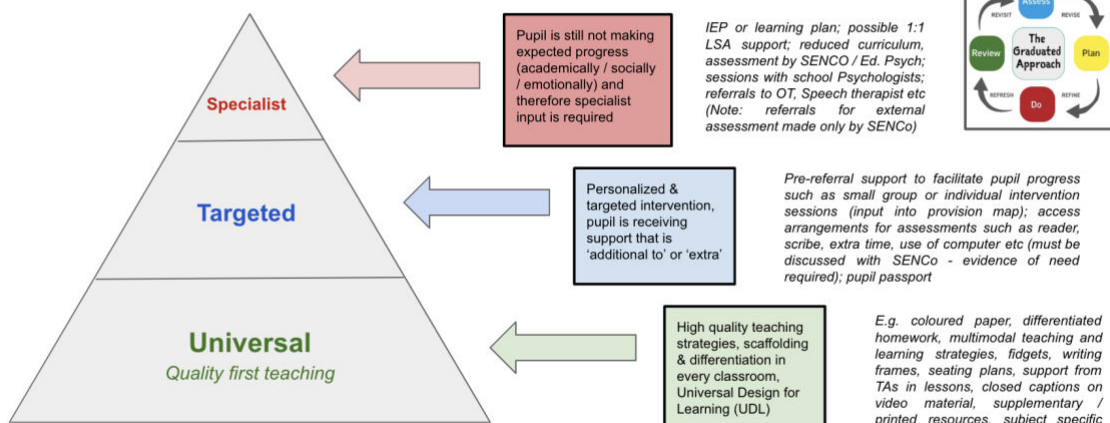 Specialist
Pupil is still not making
expected progress
(academically / socially
/ emotionally) and
therefore specialist
input is required
IEP or learning plan; possible 1:1
LSA support; reduced curriculum,
assessment by SENCO / Ed. Psych;
sessions with school Psychologists;
referrals to OT, Speech therapist etc
(Note: referrals for external
assessment made only by SENCo)
Assess
REVISIT
REVISE
Review
The
Graduated
Approach
Plan
REFRESH
REFINE
Do
Targeted
Personalized &
targeted intervention,
pupil is receiving
support that is
‘additional to’ or ‘extra’
Pre-referral support to facilitate pupil progress
such as small group or individual intervention
sessions (input into provision map); access
arrangements for assessments such as reader,
scribe, extra time, use of computer etc (must be
discussed with SENCo - evidence of need
required); pupil passport
Universal
Quality first teaching
High quality teaching
strategies, scaffolding
& differentiation in
every classroom,
Universal Design for
Learning (UDL)
E.g. coloured paper, differentiated
homework, multimodal teaching and
learning strategies, fidgets, writing
frames, seating plans, support from
TAs in lessons, closed captions on
video material, supplementary /
printed resources, subject specific